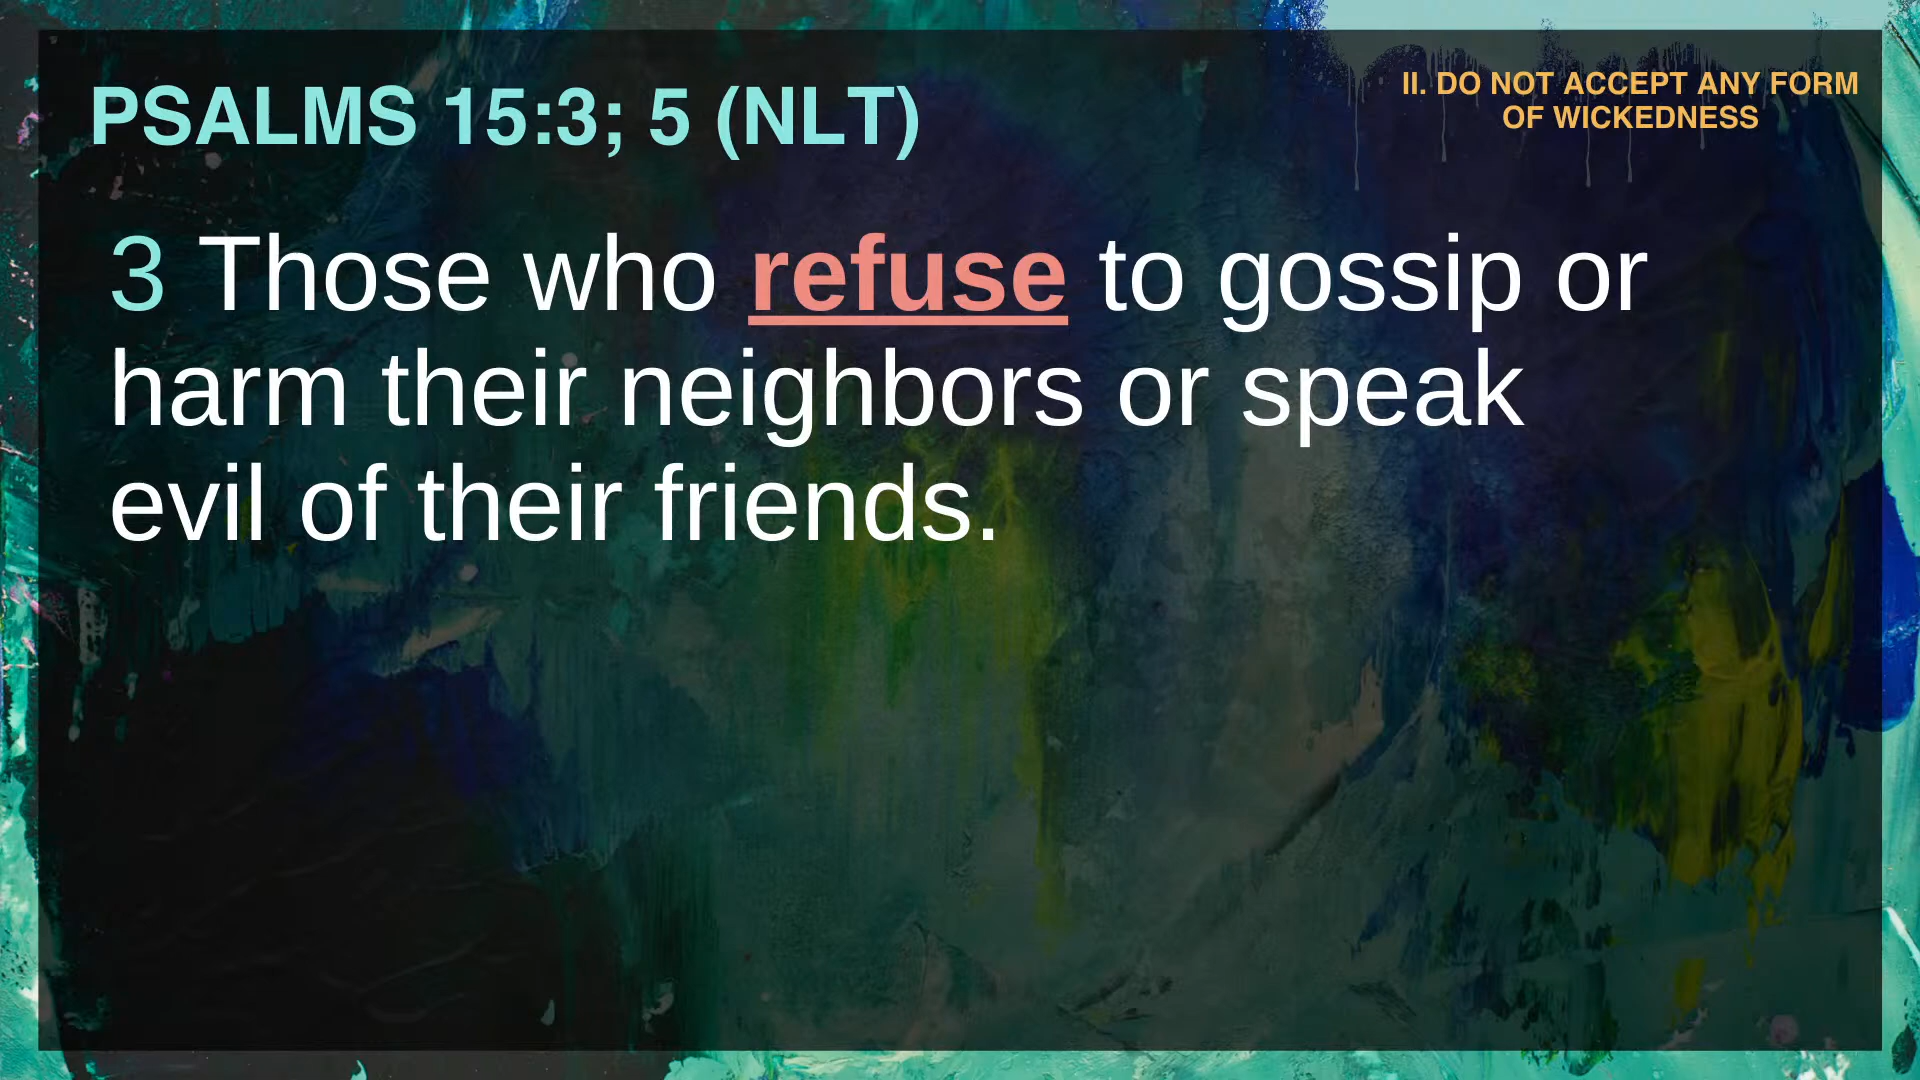 PSALMS 15:3; 5 (NLT)
II. DO NOT ACCEPT ANY FORM
OF WICKEDNESS
3 Those who refuse to gossip or
harm their neighbors or speak
evil of their friends.